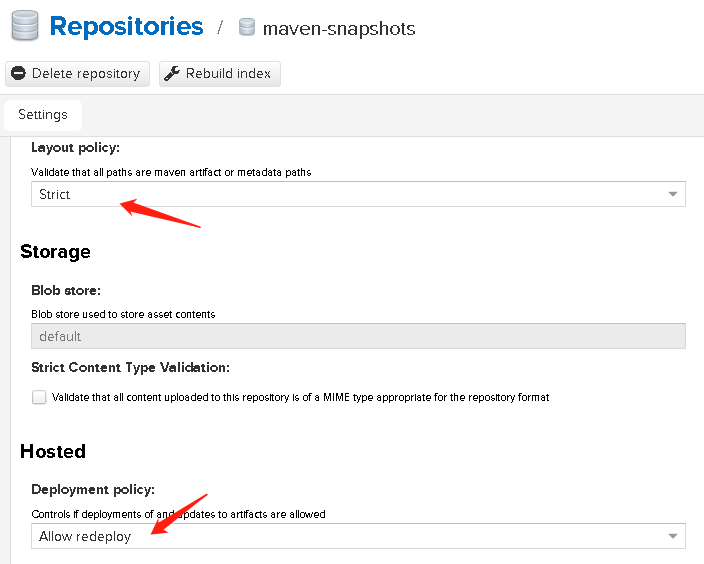 Repositories / maven-snapshots
Delete repository Rebuild index
Settings
Layout policy:
Validate that all paths are maven artifact or metadata paths
Strict
Storage
Blob store:
Blob store used to store asset contents
default
Strict Content Type Validation:
Validate that all content uploaded to this repository is of a MIME type appropriate for the repository format
Hosted
Deployment policy:
Controls if deployments of and updates to artifacts are allowed
Allow redeploy